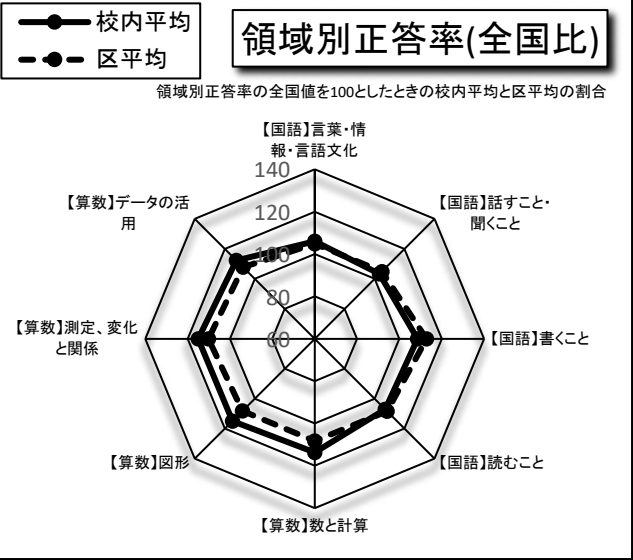 校内平均
区平均
領域別正答率(全国比)
領域別正答率の全国値を100としたときの校内平均と区平均の割合
【国語】言葉・情
報・言語文化
【国語】話すこと・
聞くこと
【国語】書くこと
【国語】読むこと
【算数】数と計算
【算数】図形
【算数】測定、変化
と関係
【算数】データの活
用
140
120
100
80
60